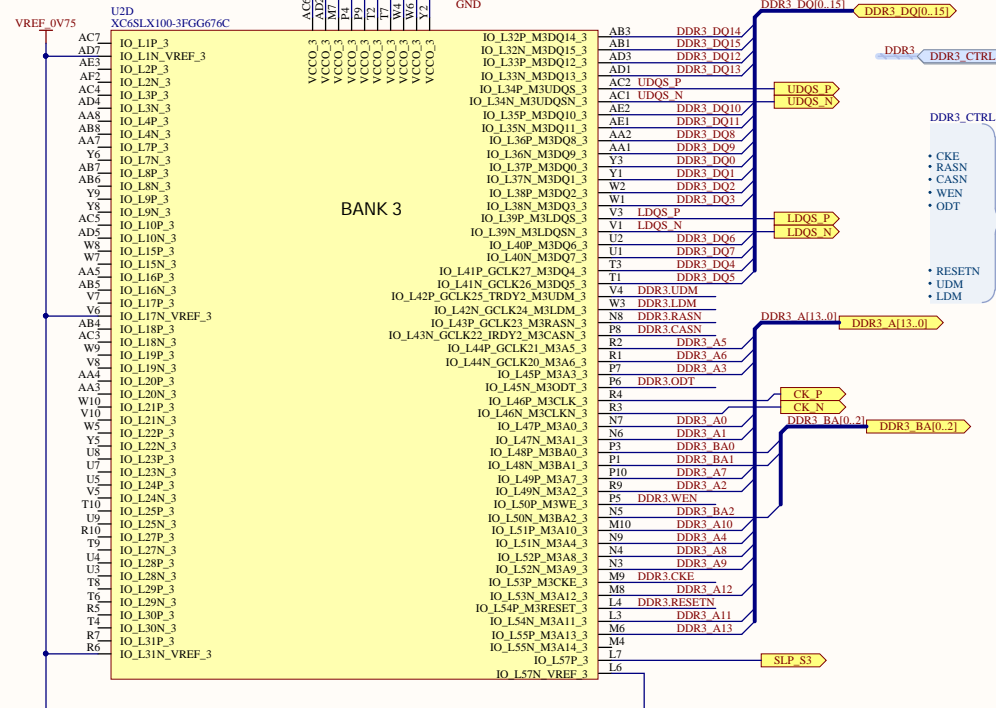 GND
VREF_0V75
U2D
XC6SLX100-3FGG676C
M7
P4
P9
T2
T7
W4
W6
Y2
VCCO_3
VCCO_3
VCCO_3
VCCO_3
VCCO_3
VCCO_3
VCCO_3
VCCO_3
VCCO_3
VCCO_3
BANK 3
AC7 IO_L1P_3
AD7 IO_L1N_VREF_3
AE3 IO_L2P_3
AF2 IO_L2N_3
AC4 IO_L3P_3
AD4 IO_L3N_3
AA8 IO_L4P_3
AB8 IO_L4N_3
AA7 IO_L7P_3
Y6 IO_L7N_3
AB7 IO_L8P_3
AB6 IO_L8N_3
Y9 IO_L9P_3
Y8 IO_L9N_3
AC5 IO_L10P_3
AD5 IO_L10N_3
W8 IO_L15P_3
W7 IO_L15N_3
AA5 IO_L16P_3
AB5 IO_L16N_3
V7 IO_L17P_3
V6 IO_L17N_VREF_3
AB4 IO_L18P_3
AC3 IO_L18N_3
W9 IO_L19P_3
V8 IO_L19N_3
AA4 IO_L20P_3
AA3 IO_L20N_3
W10 IO_L21P_3
V10 IO_L21N_3
W5 IO_L22P_3
Y5 IO_L22N_3
U8 IO_L23P_3
U7 IO_L23N_3
U5 IO_L24P_3
V5 IO_L24N_3
T10 IO_L25P_3
U9 IO_L25N_3
R10 IO_L27P_3
T9 IO_L27N_3
U4 IO_L28P_3
U3 IO_L28N_3
T8 IO_L29P_3
T6 IO_L29N_3
R5 IO_L30P_3
T4 IO_L30N_3
R7 IO_L31P_3
R6 IO_L31N_VREF_3
IO_L32P_M3DQ14_3 AB3 DDR3_DQ14
IO_L32N_M3DQ15_3 AB1 DDR3_DQ15
IO_L33P_M3DQ12_3 AD3 DDR3_DQ12
IO_L33N_M3DQ13_3 AD1 DDR3_DQ13
IO_L34P_M3UDQS_3 AC2 UDQS_P
IO_L34N_M3UDQSN_3 AC1 UDQS_N
IO_L35P_M3DQ10_3 AE2 DDR3_DQ10
IO_L35N_M3DQ11_3 AE1 DDR3_DQ11
IO_L36P_M3DQ8_3 AA2 DDR3_DQ8
IO_L36N_M3DQ9_3 AA1 DDR3_DQ9
IO_L37P_M3DQ0_3 Y3 DDR3_DQ0
IO_L37N_M3DQ1_3 Y1 DDR3_DQ1
IO_L38P_M3DQ2_3 W2 DDR3_DQ2
IO_L38N_M3DQ3_3 W1 DDR3_DQ3
IO_L39P_M3LDQS_3 V3 LDQS_P
IO_L39N_M3LDQSN_3 V1 LDQS_N
IO_L40P_M3DQ6_3 U2 DDR3_DQ6
IO_L40N_M3DQ7_3 U1 DDR3_DQ7
IO_L41P_GCLK27_M3DQ4_3 T3 DDR3_DQ4
IO_L41N_GCLK26_M3DQ5_3 T1 DDR3_DQ5
IO_L42P_GCLK25_TRDY2_M3UDM_3 V4 DDR3.UDM
IO_L42N_GCLK24_M3LDM_3 W3 DDR3.LDM
IO_L43P_GCLK23_M3RASN_3 N8 DDR3.RASN
IO_L43N_GCLK22_IRDY2_M3CASN_3 P8 DDR3.CASN
IO_L44P_GCLK21_M3A5_3 R2 DDR3_A5
IO_L44N_GCLK20_M3A6_3 R1 DDR3_A6
IO_L45P_M3A3_3 P7 DDR3_A3
IO_L45N_M3ODT_3 P6 DDR3.ODT
IO_L46P_M3CLK_3 R4
IO_L46N_M3CLKN_3 R3
IO_L47P_M3A0_3 N7 DDR3_A0
IO_L47N_M3A1_3 N6 DDR3_A1
IO_L48P_M3BA0_3 P3 DDR3_BA0
IO_L48N_M3BA1_3 P1 DDR3_BA1
IO_L49P_M3A7_3 P10 DDR3_A7
IO_L49N_M3A2_3 R9 DDR3_A2
IO_L50P_M3WE_3 P5 DDR3.WEN
IO_L50N_M3BA2_3 N5 DDR3_BA2
IO_L51P_M3A10_3 M10 DDR3_A10
IO_L51N_M3A4_3 N9 DDR3_A4
IO_L52P_M3A8_3 N4 DDR3_A8
IO_L52N_M3A9_3 N3 DDR3_A9
IO_L53P_M3CKE_3 M9 DDR3.CKE
IO_L53N_M3A12_3 M8 DDR3_A12
IO_L54P_M3RESET_3 L4 DDR3.RESETN
IO_L54N_M3A11_3 L3 DDR3_A11
IO_L55P_M3A13_3 M6 DDR3_A13
IO_L55N_M3A14_3 M4
IO_L57P_3 L7
IO_L57N_VREF_3 L6
DDR3_DQ[0..15] DDR3_DQ[0..15]
UDQS_P
UDQS_N
LDQS_P
LDQS_N
DDR3_A[13..0] DDR3_A[13..0]
CK_P
CK_N
DDR3_BA[0..2] DDR3_BA[0..2]
SLP_S3
DDR3 DDR3_CTRL
DDR3_CTRL
• CKE
• RASN
• CASN
• WEN
• ODT
• RESETN
• UDM
• LDM